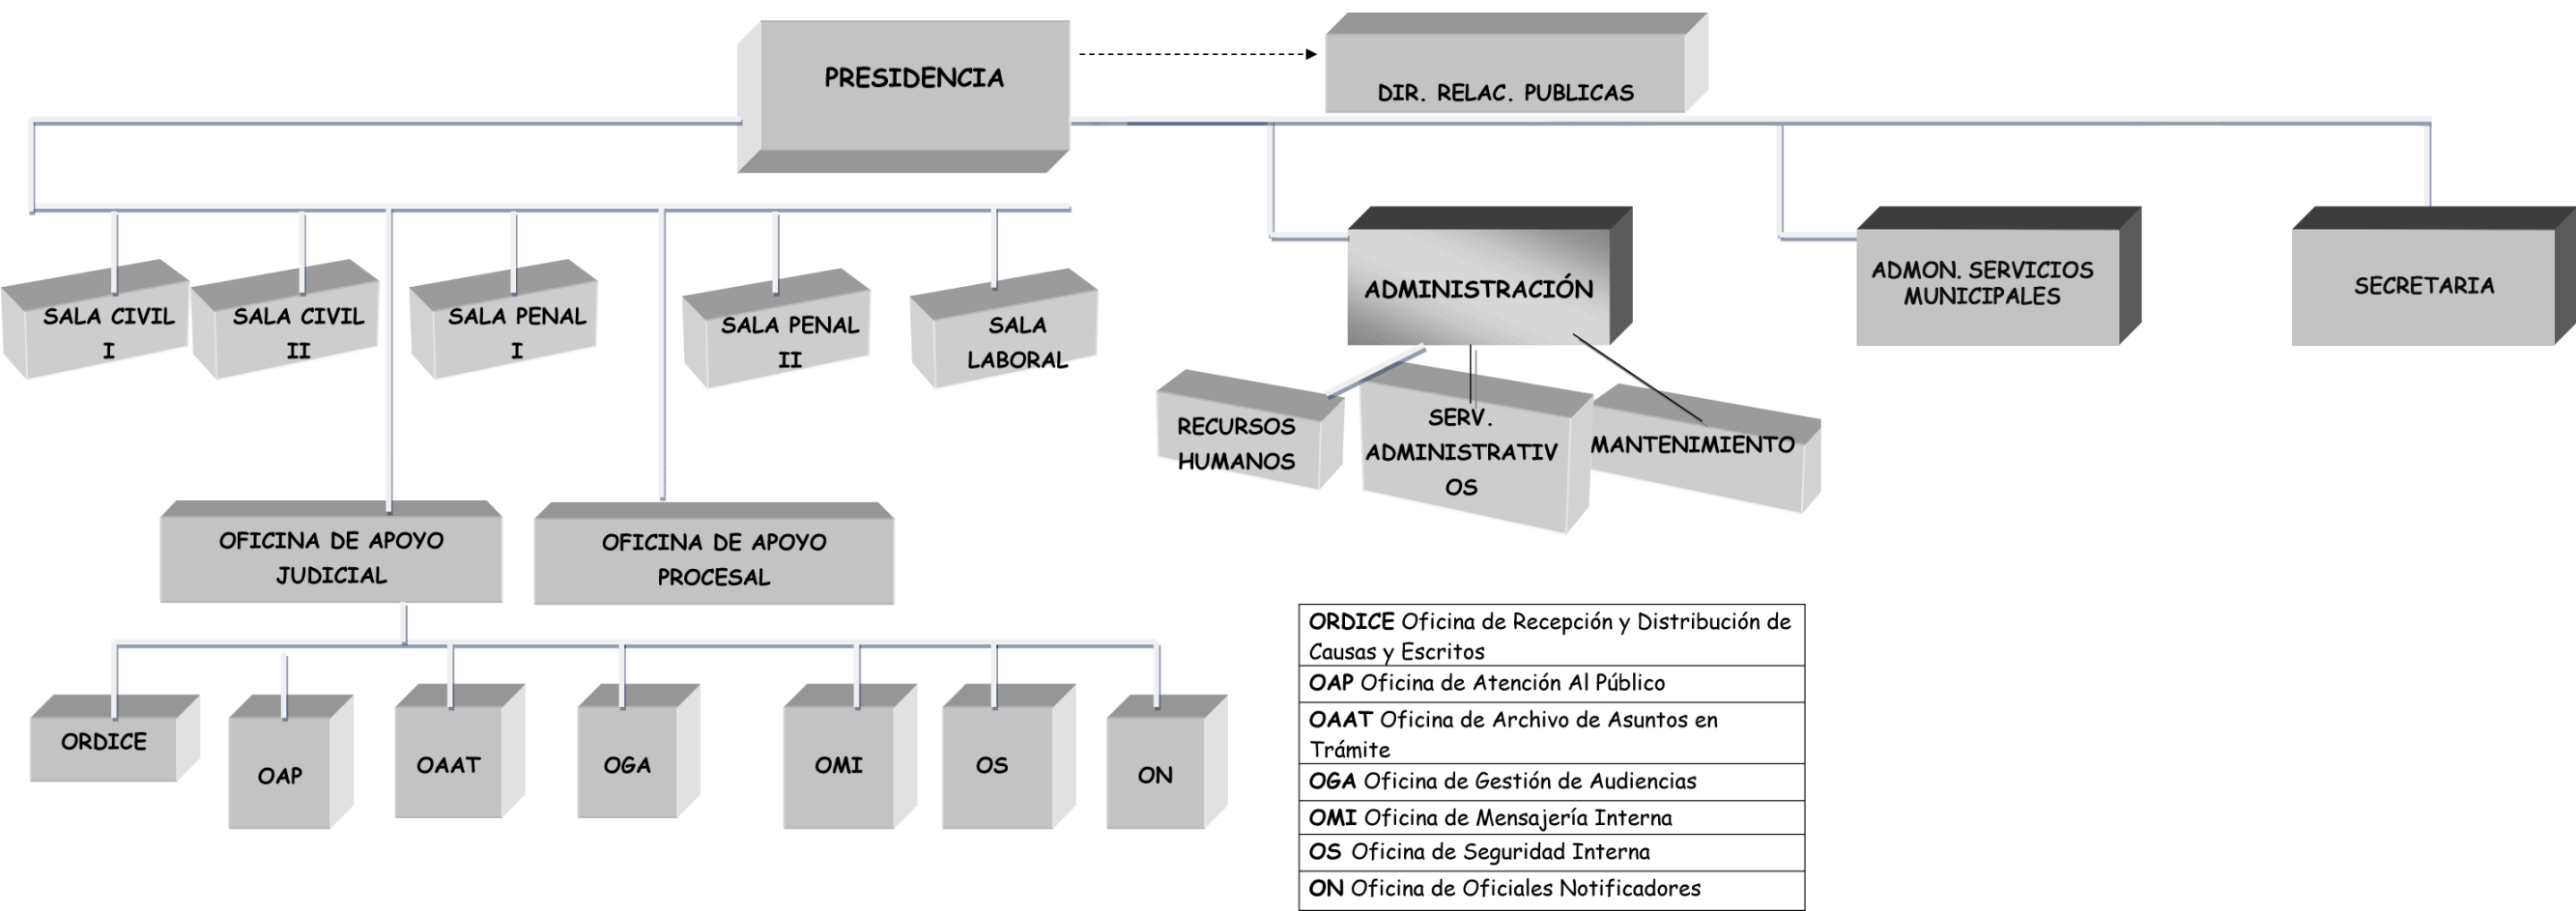 PRESIDENCIA
DIR. RELAC. PUBLICAS
SALA CIVIL
I
SALA CIVIL
II
SALA PENAL
I
SALA PENAL
II
SALA
LABORAL
ADMINISTRACIÓN
ADMON. SERVICIOS
MUNICIPALES
SECRETARIA
RECURSOS
HUMANOS
SERV.
ADMINISTRATIV
OS
MANTENIMIENTO
OFICINA DE APOYO
JUDICIAL
OFICINA DE APOYO
PROCESAL
ORDICE
OAP
OAAT
OGA
OMI
OS
ON
ORDICE Oficina de Recepción y Distribución de
Causas y Escritos
OAP Oficina de Atención Al Público
OAAT Oficina de Archivo de Asuntos en
Trámite
OGA Oficina de Gestión de Audiencias
OMI Oficina de Mensajería Interna
OS Oficina de Seguridad Interna
ON Oficina de Oficiales Notificadores